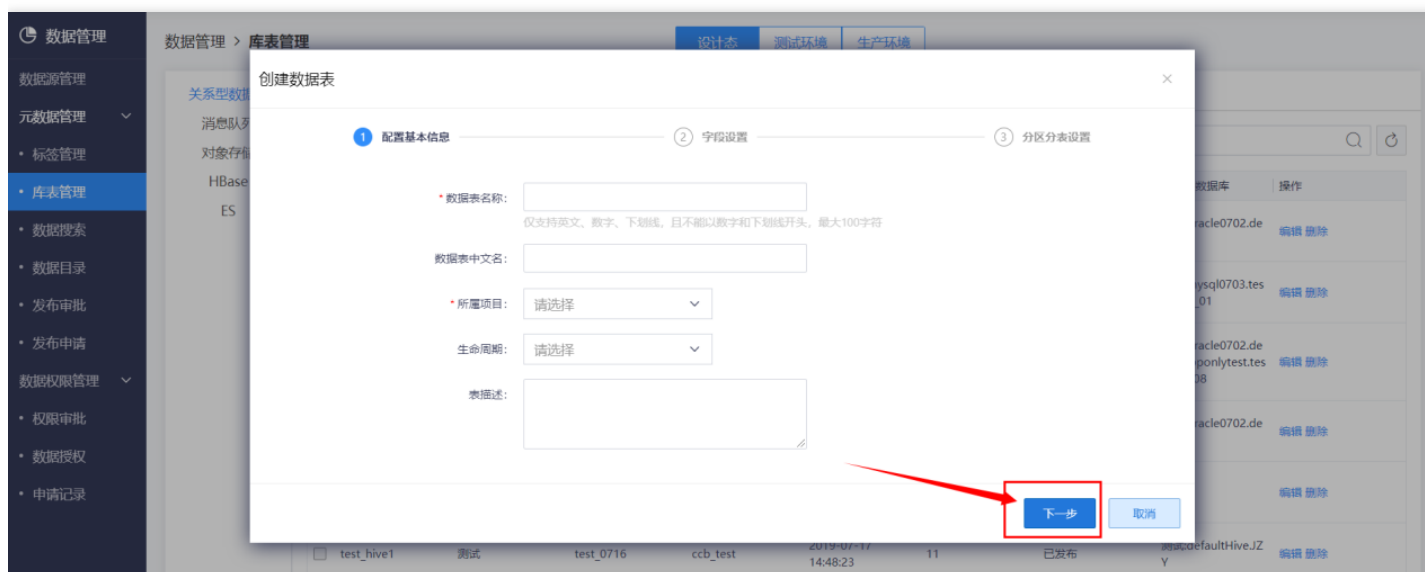 数据管理
数据管理 > 库表管理
设计态 测试环境 生产环境
数据源管理
元数据管理
• 标签管理
• 库表管理
• 数据搜索
• 数据目录
• 发布审批
• 发布申请
数据权限管理
• 权限审批
• 数据授权
• 申请记录
关系型数据
消息队列
对象存储
HBase
ES
创建数据表
×
1 配置基本信息
2 字段设置
3 分区分表设置
*数据表名称:
仅支持英文、数字、下划线，且不能以数字和下划线开头，最大100字符
数据表中文名:
*所属项目: 请选择
生命周期: 请选择
表描述:
下一步 取消
数据库 操作
racle0702.de
编辑 删除
ysql0703.tes
_01
编辑 删除
racle0702.de
ponlytest.tes
08
编辑 删除
racle0702.de
编辑 删除
编辑 删除
test_hive1 测试 test_0716 ccb_test 2019-07-17
14:48:23 11 已发布 测试:defaultHive.JZ
Y 编辑 删除